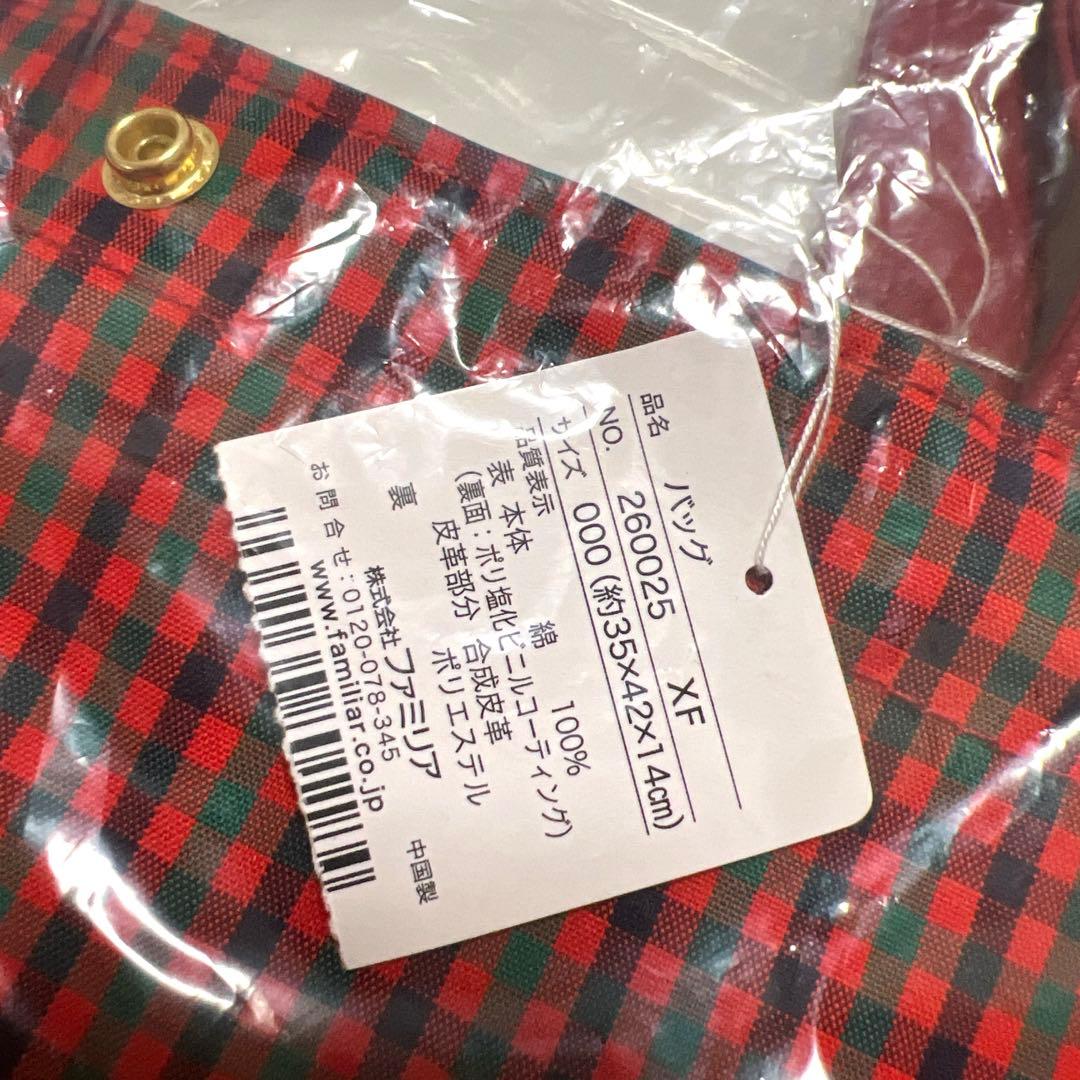 品名 バッグ
NO. 260025 XF
サイズ 000 (約35×42×14cm)
品質表示
表 本体 綿 100%
(裏面:ポリ塩化ビニルコーティング)
皮革部分 合成皮革
裏 ポリエステル
株式会社ファミリア 中国製
www.familiar.co.jp
お問合せ:0120-078-345